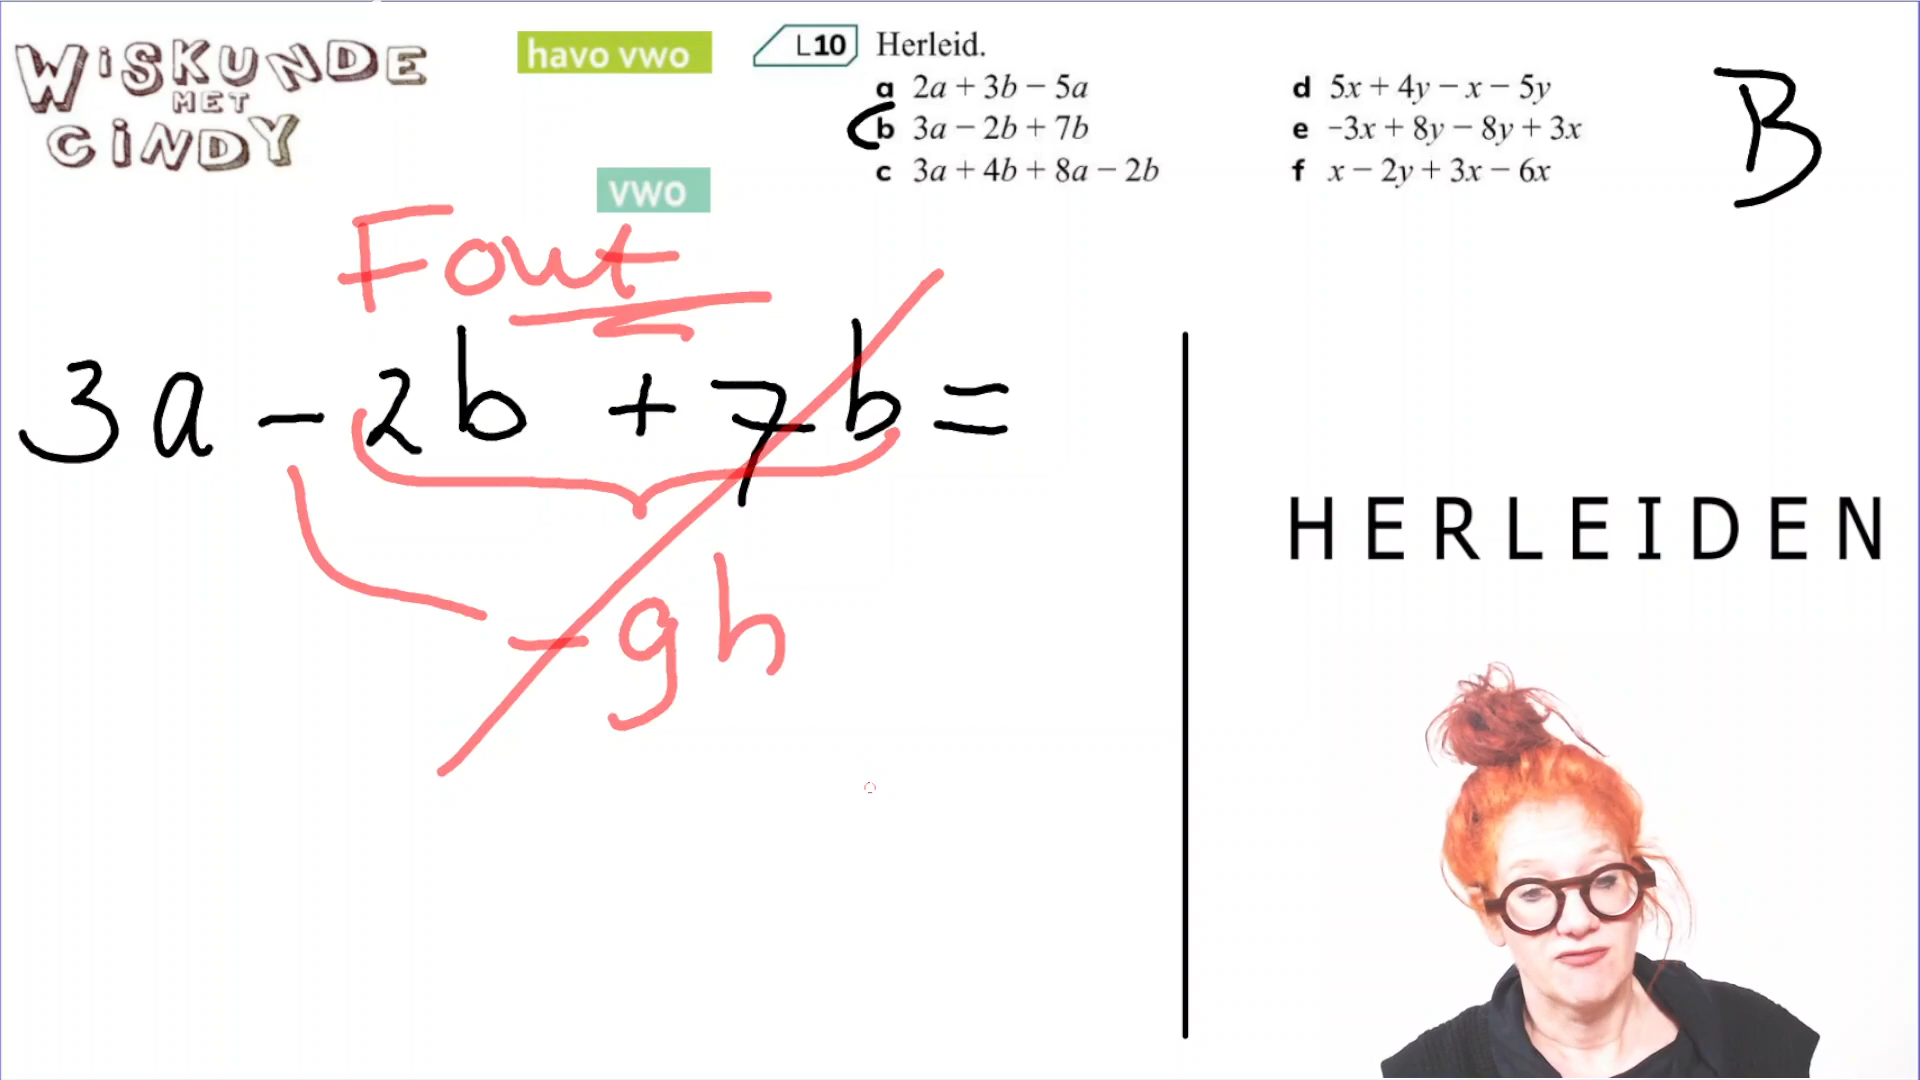 WiSKUNDE
MET
CiNDY
havo vwo
vwo
L10 Herleid.
a 2a + 3b − 5a
b 3a − 2b + 7b
c 3a + 4b + 8a − 2b
d 5x + 4y − x − 5y
e −3x + 8y − 8y + 3x
f x − 2y + 3x − 6x
B
Fout
3a − 2b + 7b =
− 9b
HERLEIDEN